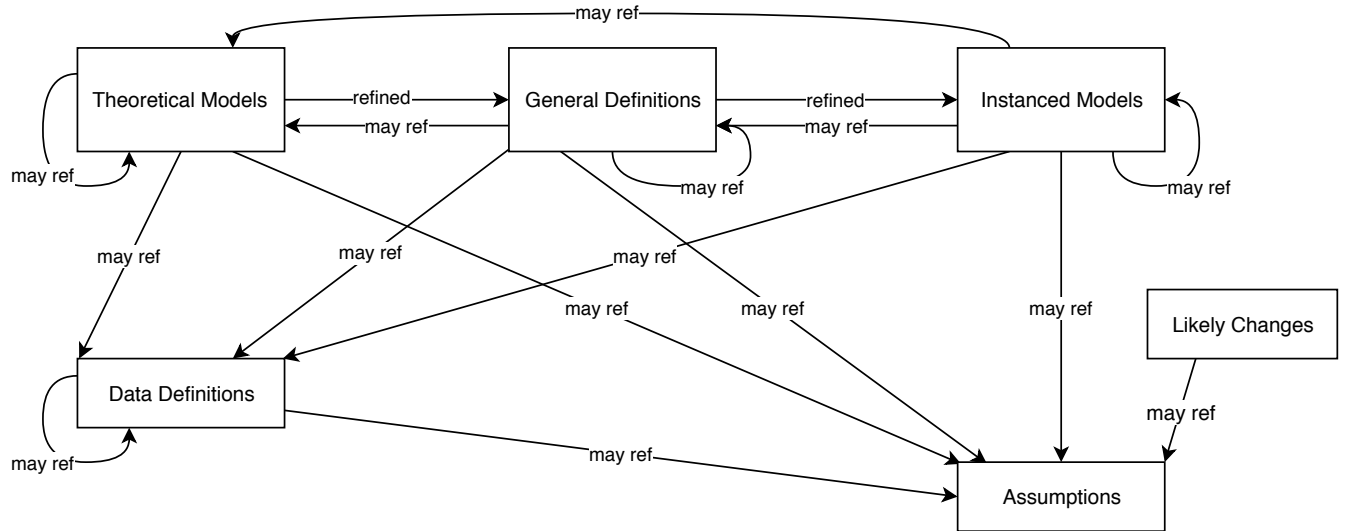 may ref
Theoretical Models
refined
General Definitions
refined
Instanced Models
may ref
may ref
may ref
may ref
may ref
may ref
may ref
may ref
may ref
may ref
may ref
Likely Changes
Data Definitions
may ref
may ref
may ref
Assumptions